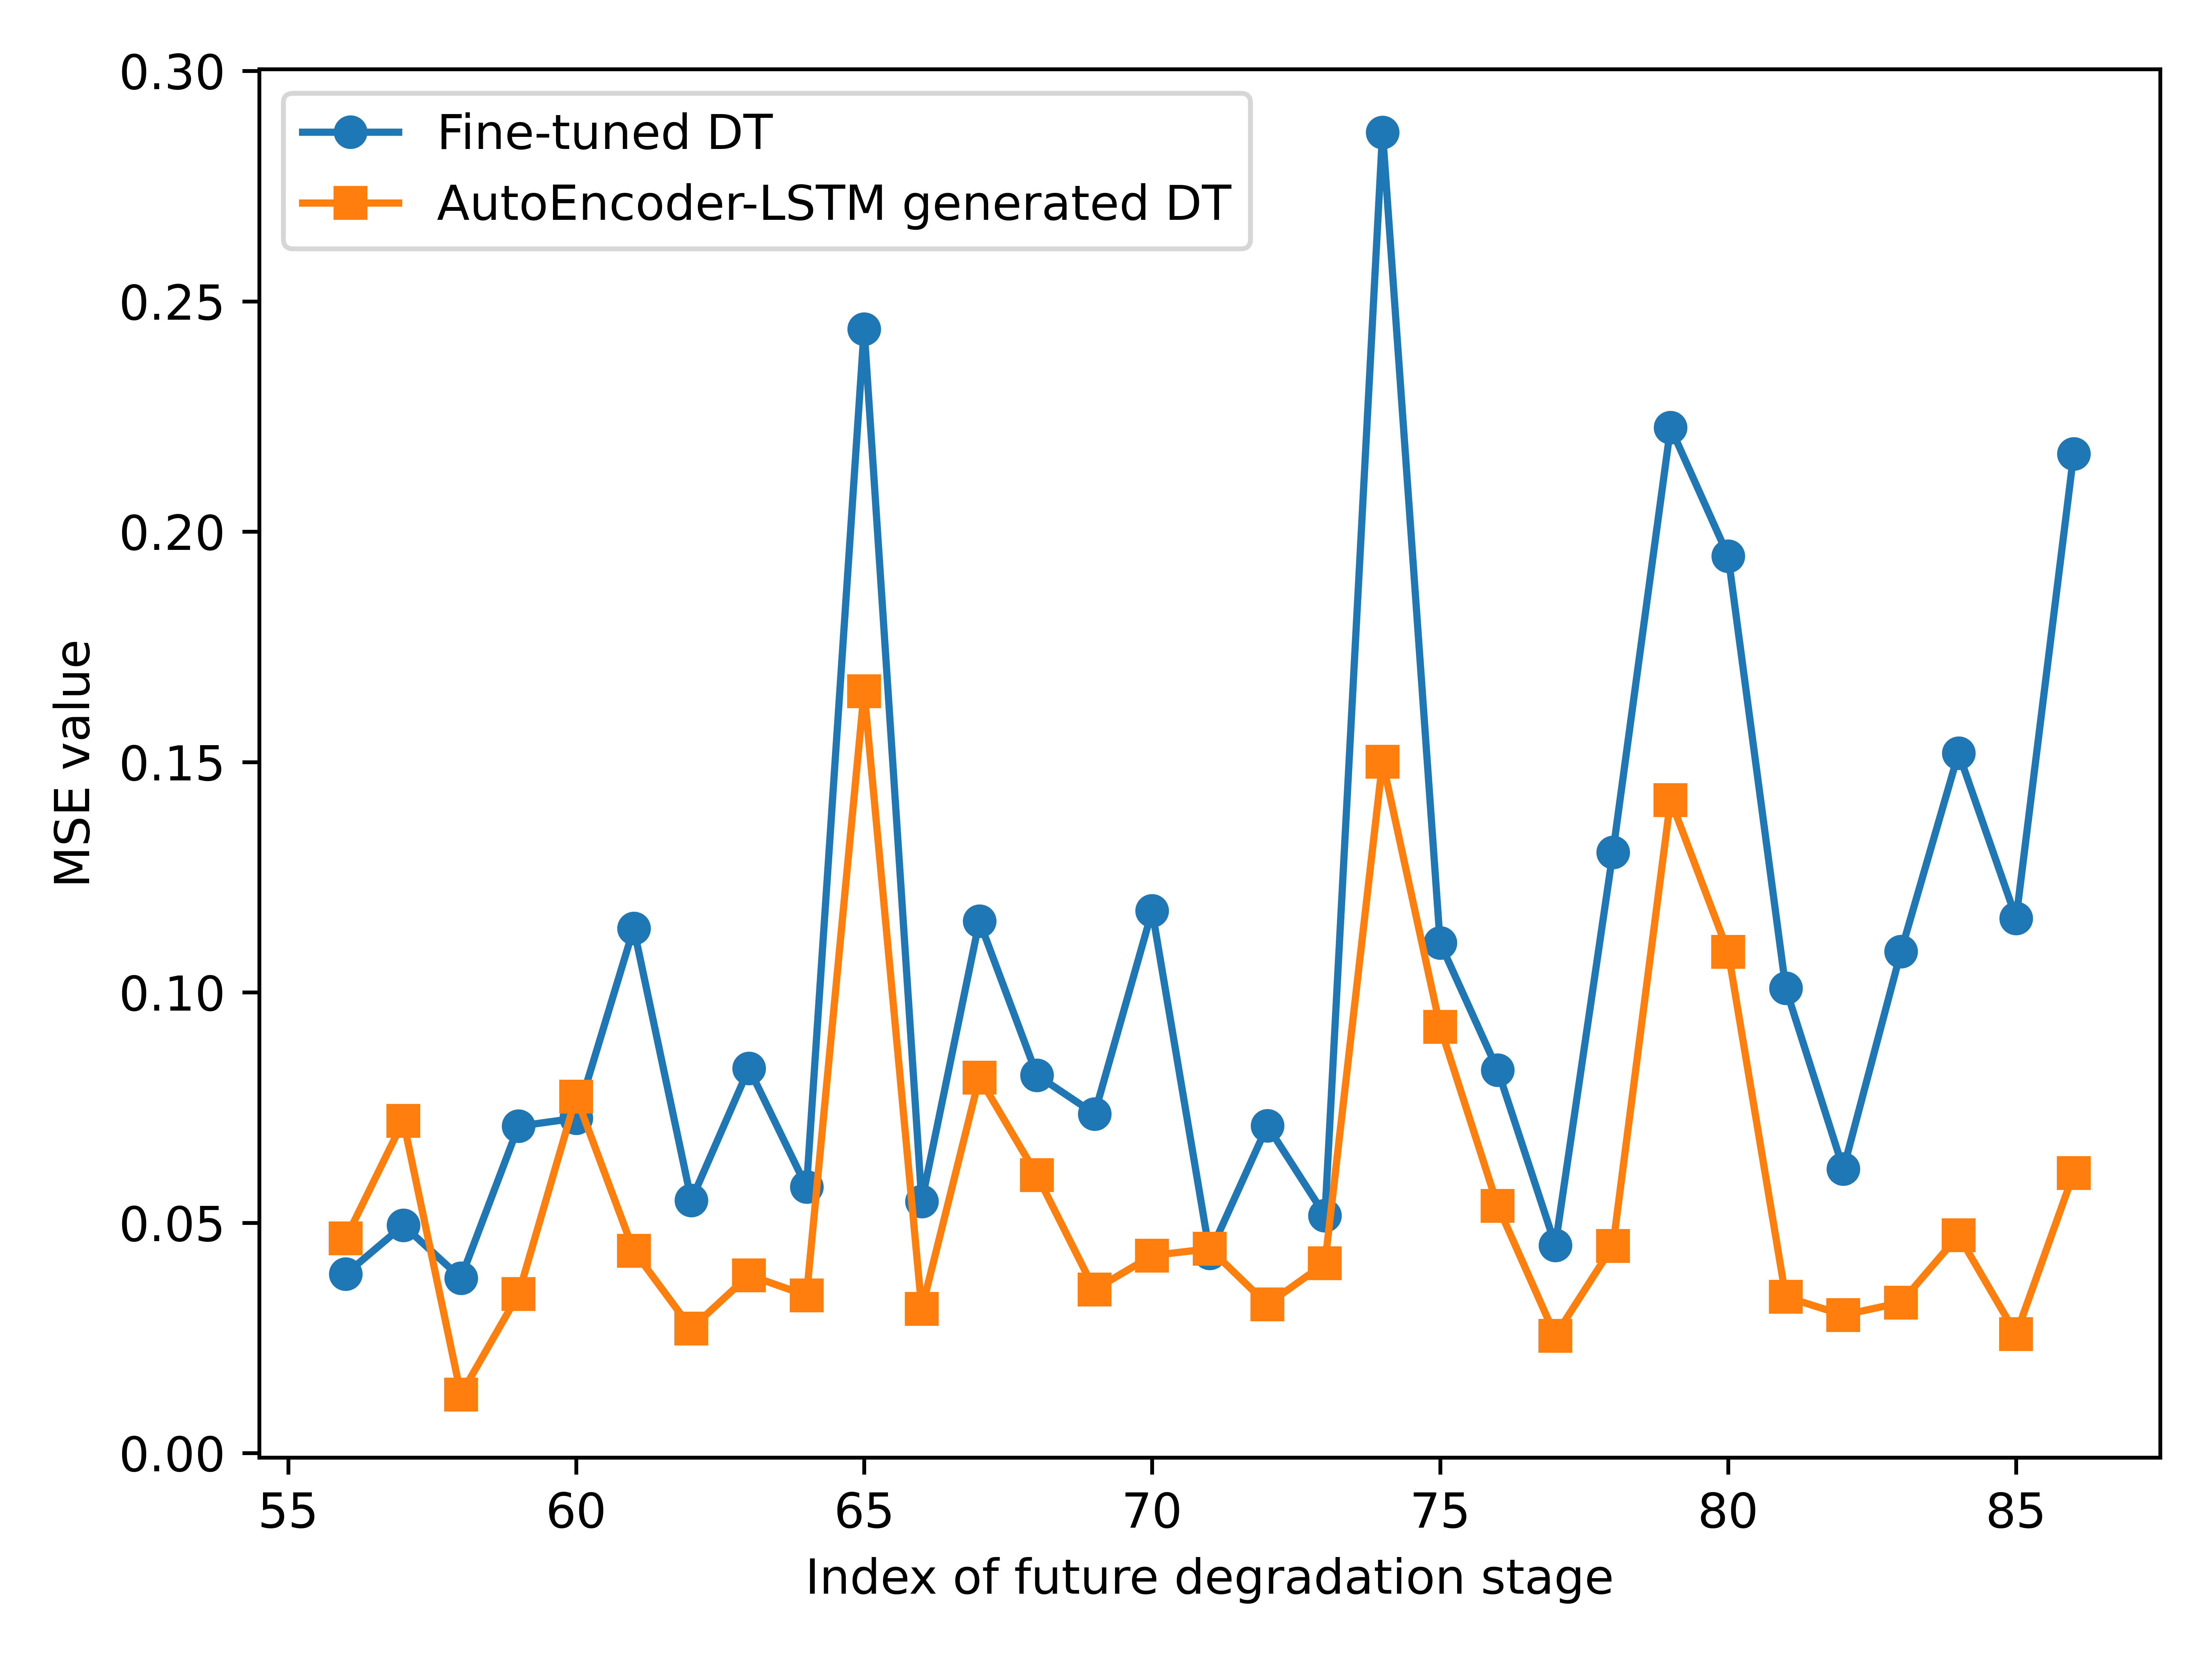 0.30
0.25
0.20
0.15
0.10
0.05
0.00
MSE value
Fine-tuned DT
AutoEncoder-LSTM generated DT
55 60 65 70 75 80 85
Index of future degradation stage